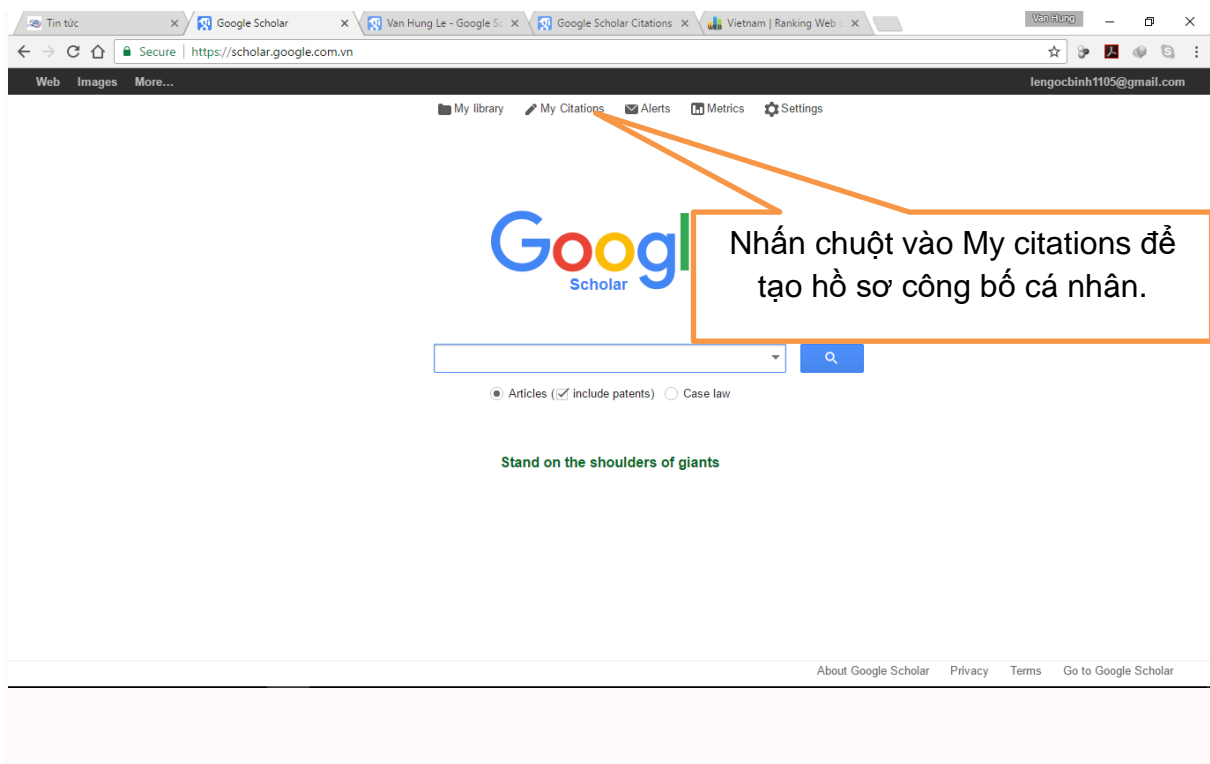 Tin tức
Google Scholar
Van Hung Le - Google Sc
Google Scholar Citations
Vietnam | Ranking Web o
Van Hung
Secure | https://scholar.google.com.vn
Web Images More...
lengocbinh1105@gmail.com
My library My Citations Alerts Metrics Settings
Googl
Scholar
Nhấn chuột vào My citations để
tạo hồ sơ công bố cá nhân.
Articles ( include patents) Case law
Stand on the shoulders of giants
About Google Scholar Privacy Terms Go to Google Scholar